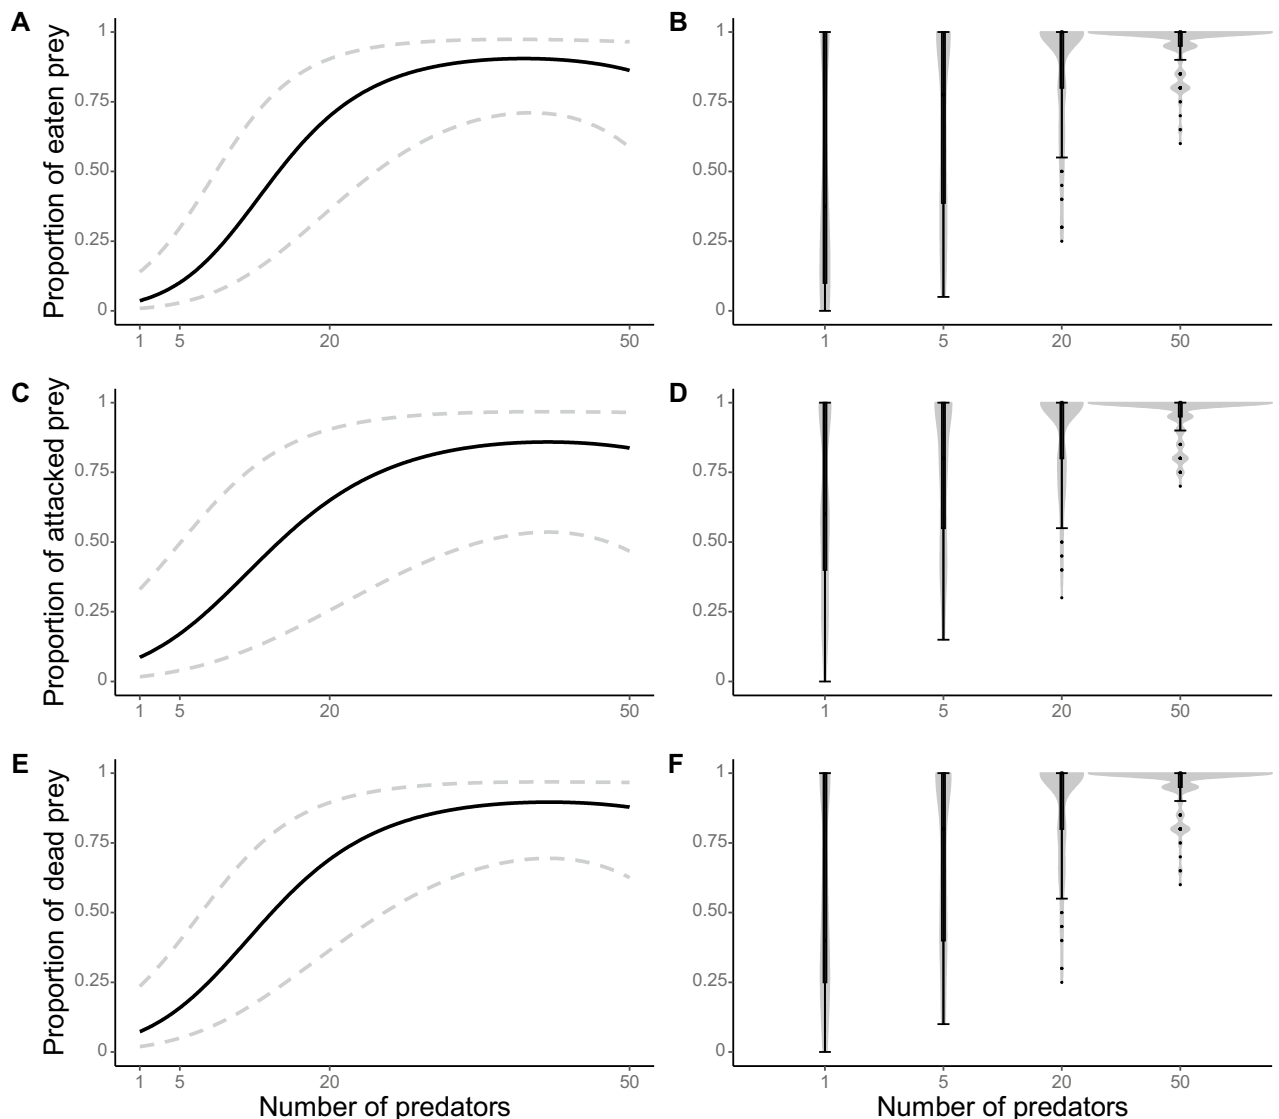 A
Proportion of eaten prey
1
0.75
0.50
0.25
0
1 5 20 50
B
1
0.75
0.50
0.25
0
1 5 20 50
C
Proportion of attacked prey
1
0.75
0.50
0.25
0
1 5 20 50
D
1
0.75
0.50
0.25
0
1 5 20 50
E
Proportion of dead prey
1
0.75
0.50
0.25
0
1 5 20 50
Number of predators
F
1
0.75
0.50
0.25
0
1 5 20 50
Number of predators